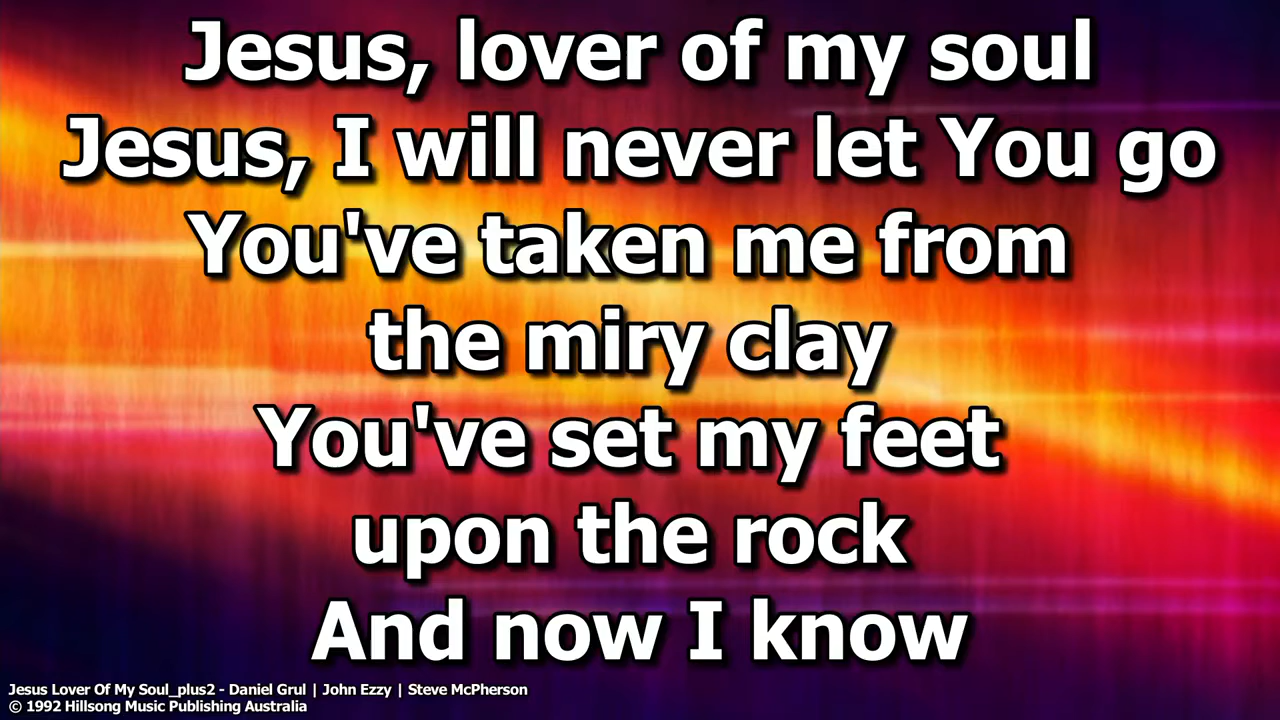 Jesus, lover of my soul
Jesus, I will never let You go
You've taken me from
the miry clay
You've set my feet
upon the rock
And now I know
Jesus Lover Of My Soul_plus2 - Daniel Grul | John Ezzy | Steve McPherson
© 1992 Hillsong Music Publishing Australia